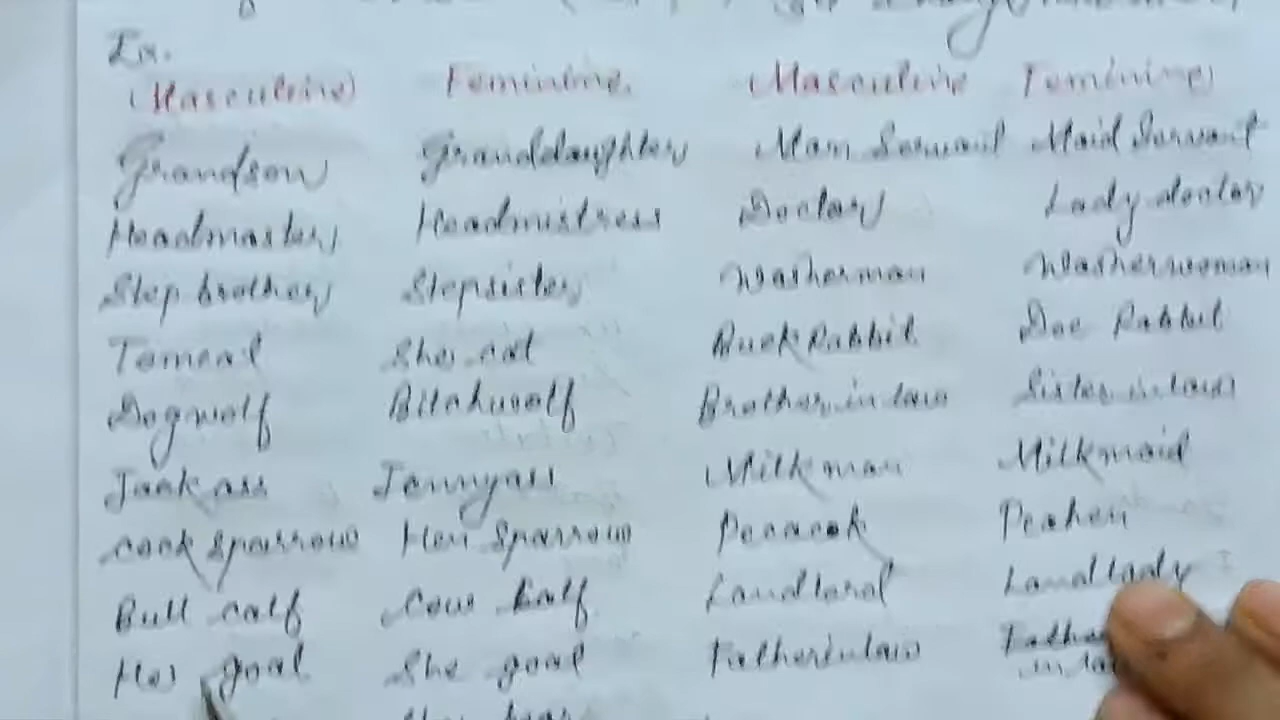 Ex.
Masculine Feminine Masculine Feminine
Grandson Granddaughter Man Servant Maid Servant
Headmaster Headmistress Doctor Lady doctor
Step brother Stepsister Washerman Washerwoman
Tomcat She cat Buck Rabbit Doe Rabbit
Dogwolf Bitchwolf Brother in law Sister in law
Jack ass Jennyass Milkman Milkmaid
Cock sparrow Hen Sparrow Peacock Peahen
Bull calf Cow calf Landlord Landlady
He goat She goat Father in law